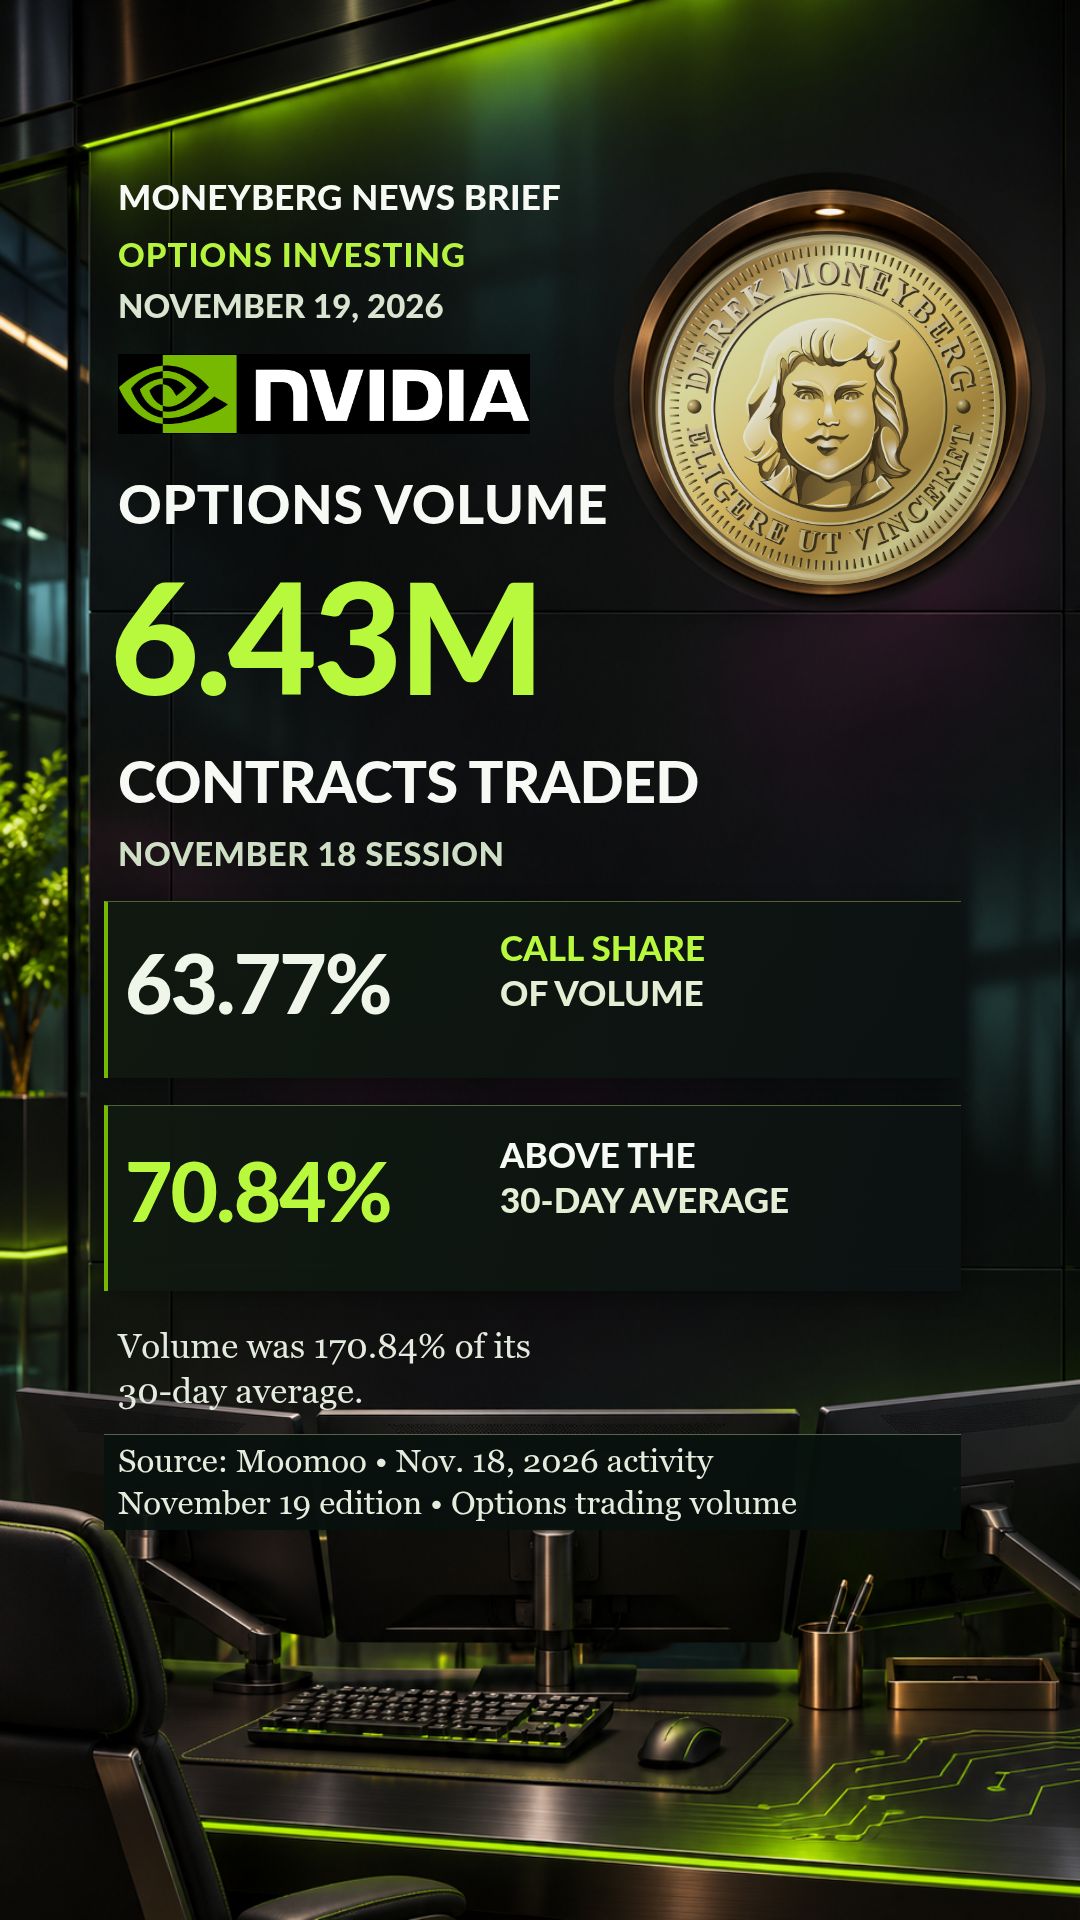 MONEYBERG NEWS BRIEF
OPTIONS INVESTING
NOVEMBER 19, 2026
NVIDIA
DEREK MONEYBERG
ELIGERE UT VINCERET
OPTIONS VOLUME
6.43M
CONTRACTS TRADED
NOVEMBER 18 SESSION
63.77%
CALL SHARE
OF VOLUME
70.84%
ABOVE THE
30-DAY AVERAGE
Volume was 170.84% of its
30-day average.
Source: Moomoo • Nov. 18, 2026 activity
November 19 edition • Options trading volume